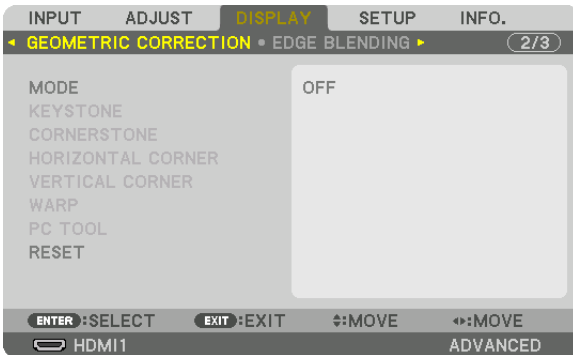 INPUT ADJUST DISPLAY SETUP INFO.
GEOMETRIC CORRECTION • EDGE BLENDING 2/3
MODE OFF
KEYSTONE
CORNERSTONE
HORIZONTAL CORNER
VERTICAL CORNER
WARP
PC TOOL
RESET
ENTER :SELECT EXIT :EXIT :MOVE :MOVE
HDMI1 ADVANCED